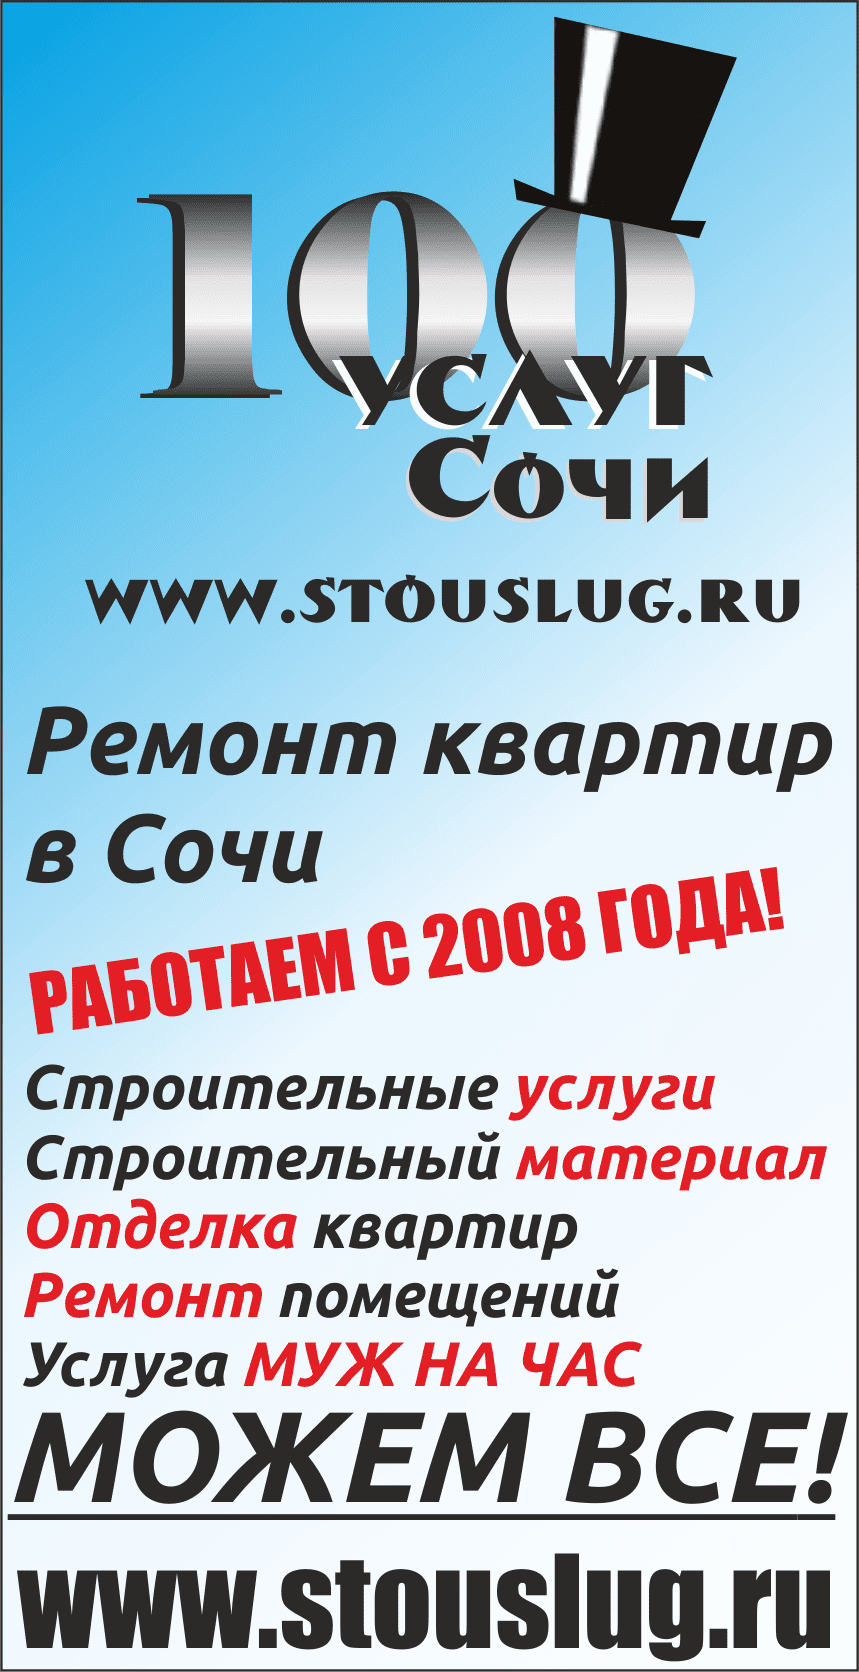 100
услуг
Сочи
www.stouslug.ru
Ремонт квартир
в Сочи
РАБОТАЕМ С 2008 ГОДА!
Строительные услуги
Строительный материал
Отделка квартир
Ремонт помещений
Услуга МУЖ НА ЧАС
МОЖЕМ ВСЕ!
www.stouslug.ru